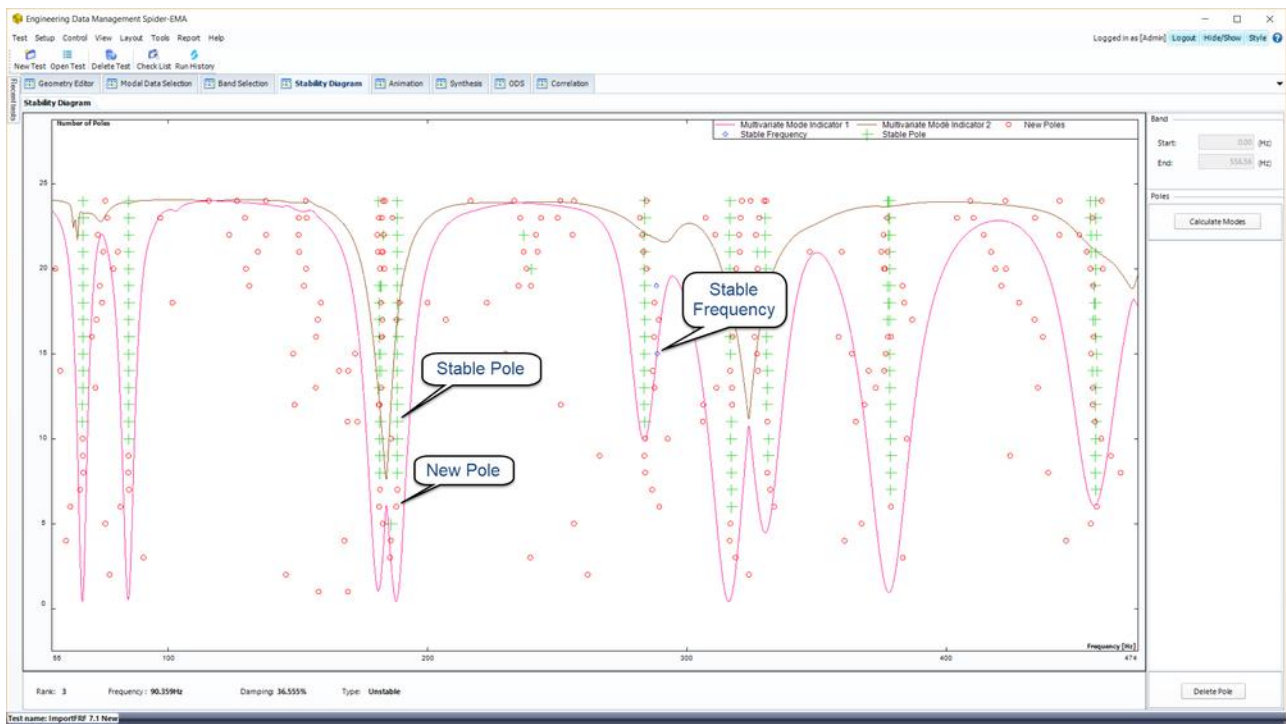 Engineering Data Management Spider-EMA
Test Setup Control View Layout Tools Report Help
Logged in as [Admin] Logout Hide/Show Style
New Test Open Test Delete Test Check List Run History
Recent tests
Geometry Editor Modal Data Selection Band Selection Stability Diagram Animation Synthesis ODS Correlation
Stability Diagram
Number of Poles
Multivariate Mode Indicator 1 Multivariate Mode Indicator 2 New Poles
Stable Frequency Stable Pole
Band
Start: 0.00 (Hz)
End: 556.56 (Hz)
Poles
Calculate Modes
25
20
Stable
Frequency
15
Stable Pole
10
New Pole
5
0
Frequency [Hz]
55 100 200 300 400 474
Rank: 3 Frequency: 90.359Hz Damping: 36.555% Type: Unstable
Delete Pole
Test name: ImportFRF 7.1 New